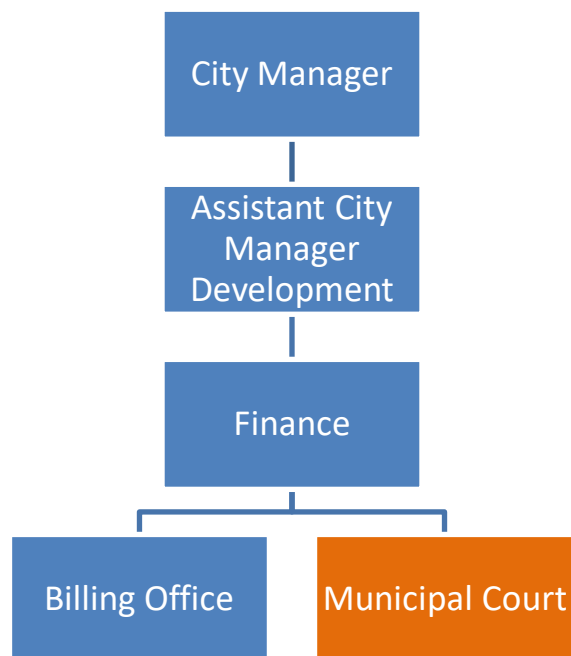 City Manager
Assistant City
Manager
Development
Finance
Billing Office
Municipal Court